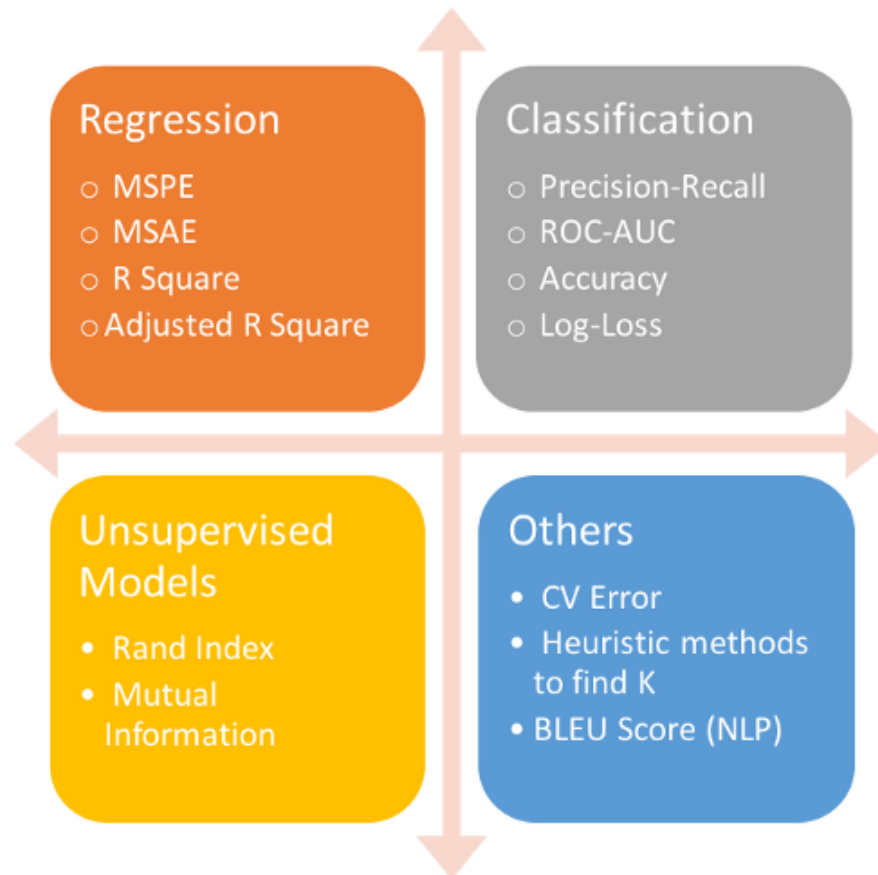 Regression
○ MSPE
○ MSAE
○ R Square
○ Adjusted R Square
Classification
○ Precision-Recall
○ ROC-AUC
○ Accuracy
○ Log-Loss
Unsupervised
Models
• Rand Index
• Mutual
Information
Others
• CV Error
• Heuristic methods
to find K
• BLEU Score (NLP)